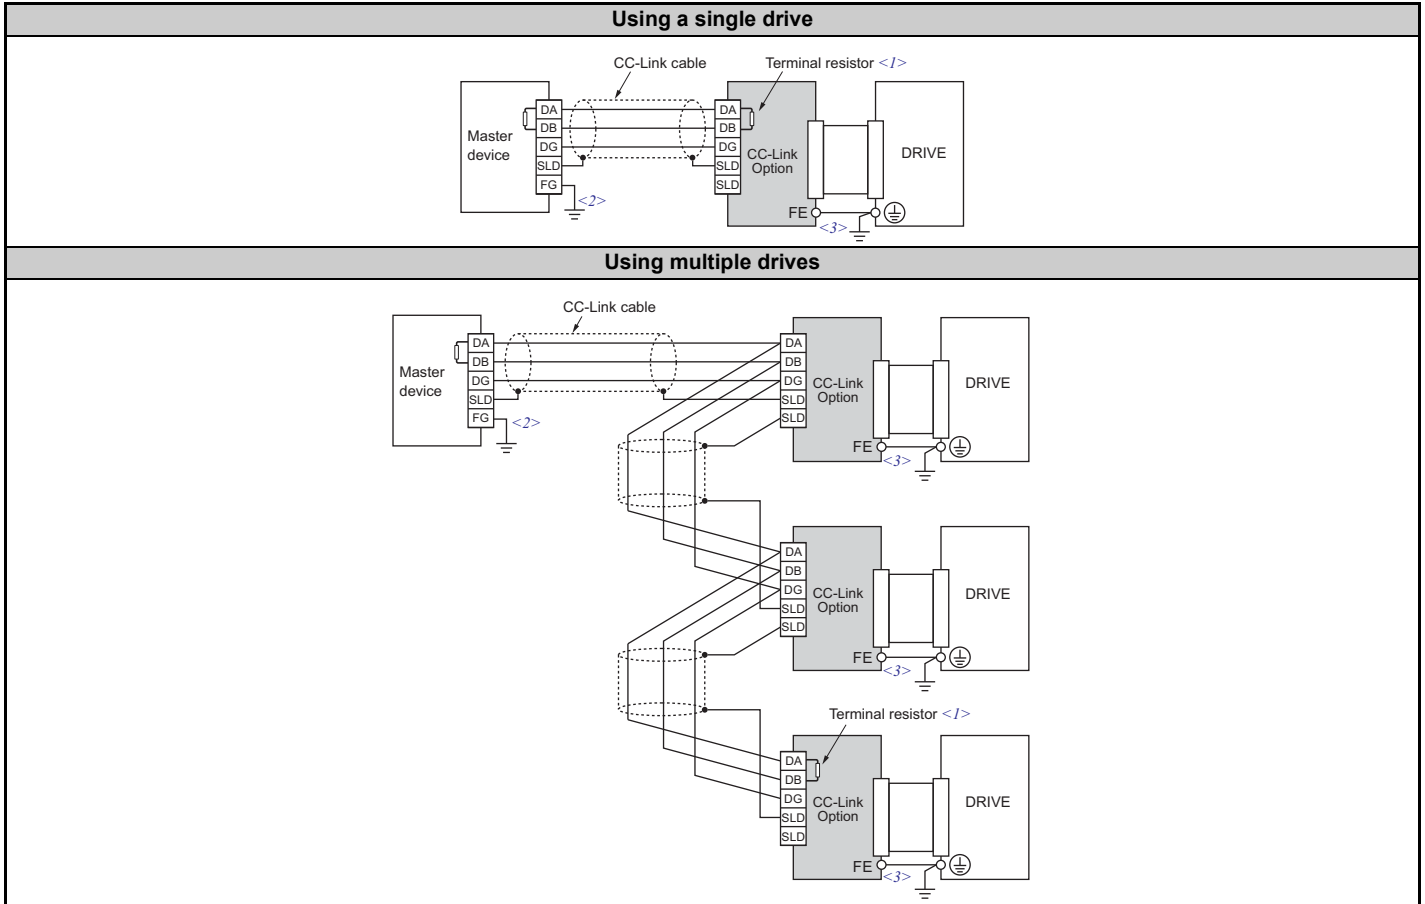 Using a single drive
CC-Link cable
Terminal resistor <1>
Master
device
DA
DB
DG
SLD
FG
<2>
DA
DB
DG
SLD
SLD
CC-Link
Option
FE
<3>
DRIVE
Using multiple drives
CC-Link cable
Master
device
DA
DB
DG
SLD
FG
<2>
DA
DB
DG
SLD
SLD
CC-Link
Option
FE
<3>
DRIVE
DA
DB
DG
SLD
SLD
CC-Link
Option
FE
<3>
DRIVE
Terminal resistor <1>
DA
DB
DG
SLD
SLD
CC-Link
Option
FE
<3>
DRIVE